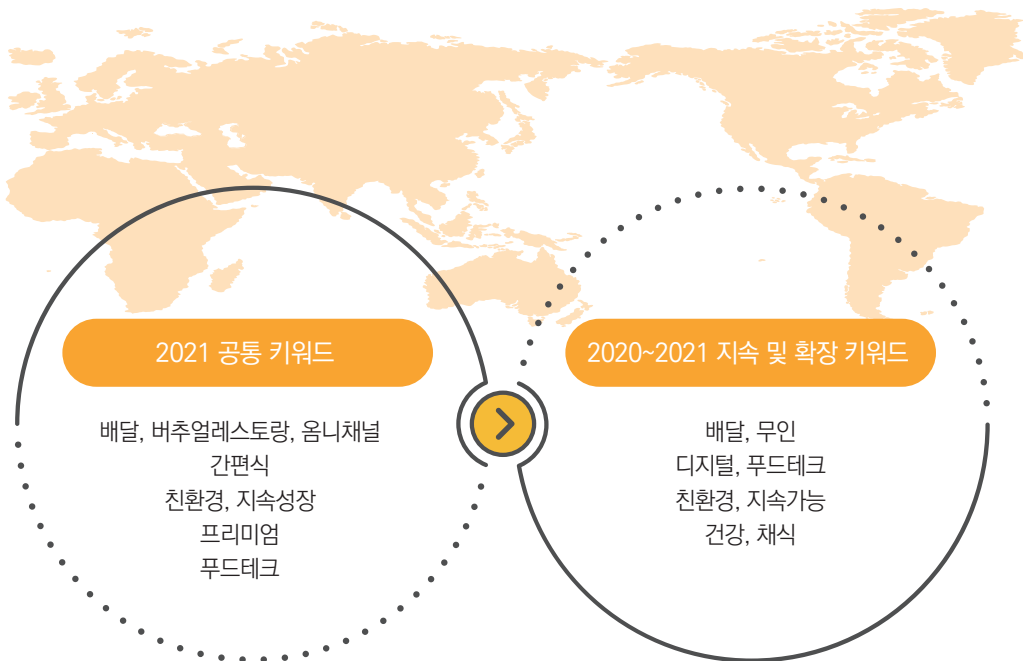 2021 공통 키워드
배달, 버추얼레스토랑, 옴니채널
간편식
친환경, 지속성장
프리미엄
푸드테크
2020~2021 지속 및 확장 키워드
배달, 무인
디지털, 푸드테크
친환경, 지속가능
건강, 채식